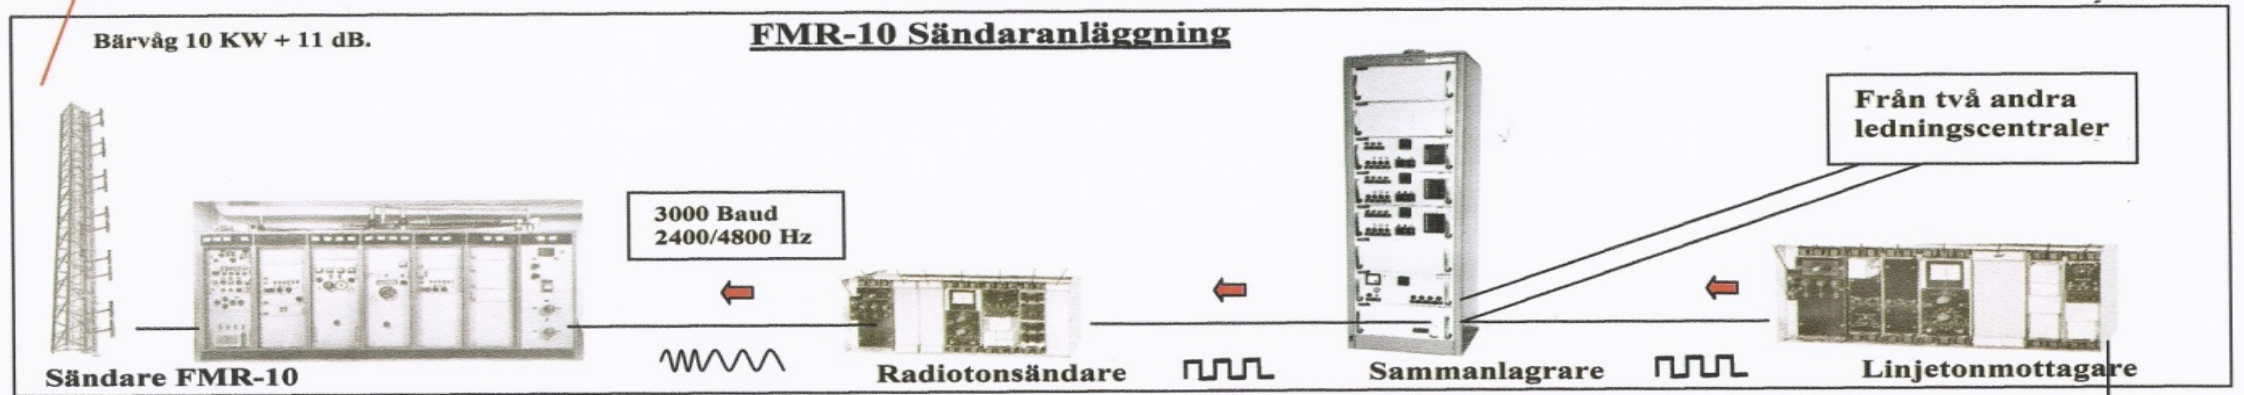 FMR-10 Sändaranläggning
Bärvåg 10 KW + 11 dB.
Från två andra
ledningscentraler
3000 Baud
2400/4800 Hz
Sändare FMR-10
Radiotonsändare
Sammanlagrare
Linjetonmottagare